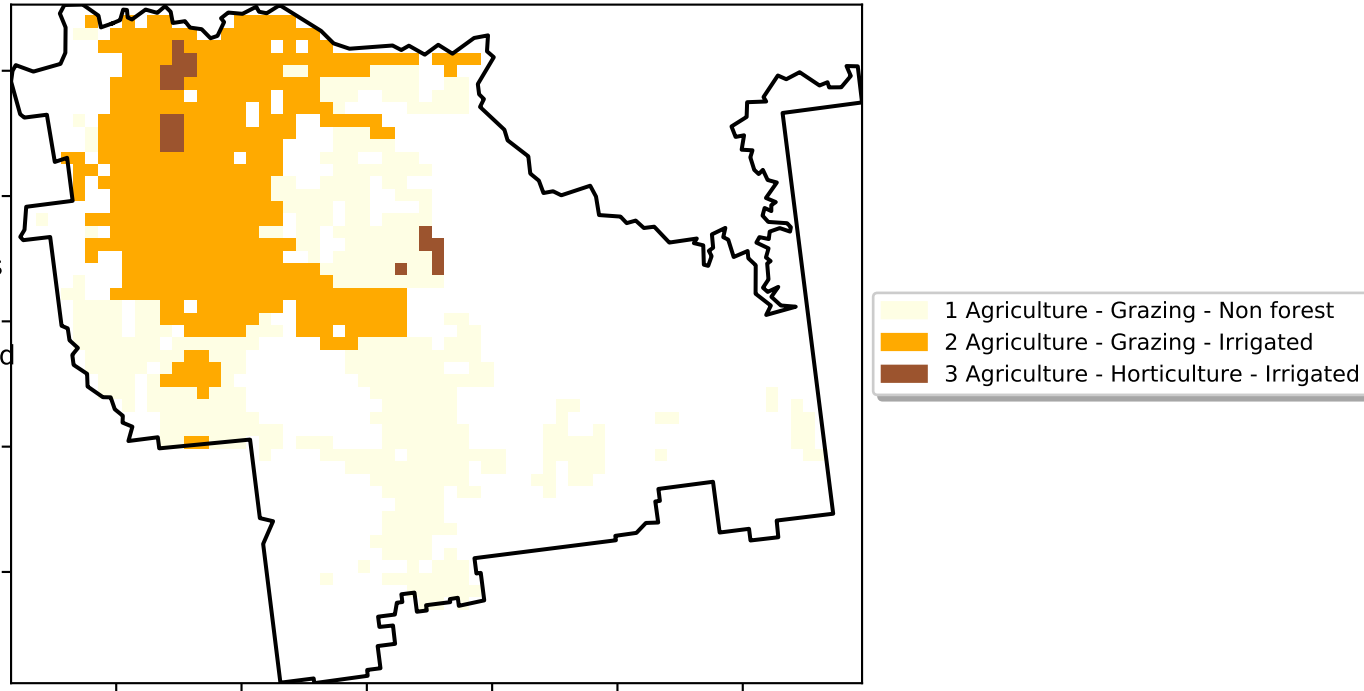 1 Agriculture - Grazing - Non forest
2 Agriculture - Grazing - Irrigated
3 Agriculture - Horticulture - Irrigated
d